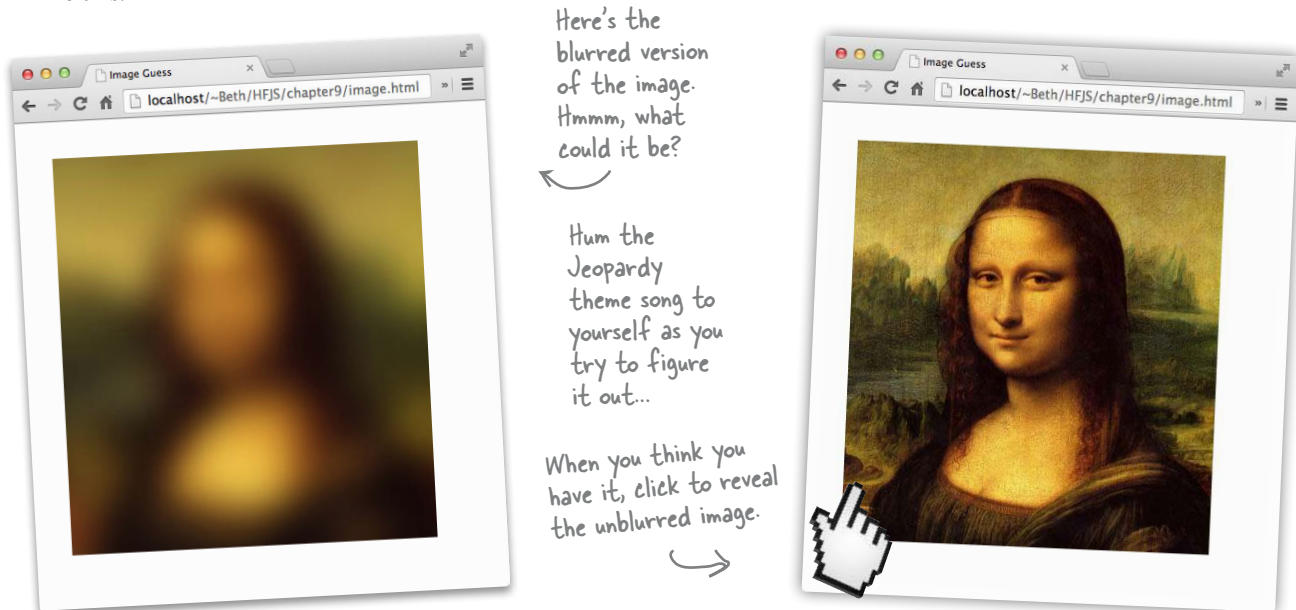 Image Guess
localhost/~Beth/HFJS/chapter9/image.html
Here's the
blurred version
of the image.
Hmmm, what
could it be?
Hum the
Jeopardy
theme song to
yourself as you
try to figure
it out...
When you think you
have it, click to reveal
the unblurred image.
Image Guess
localhost/~Beth/HFJS/chapter9/image.html